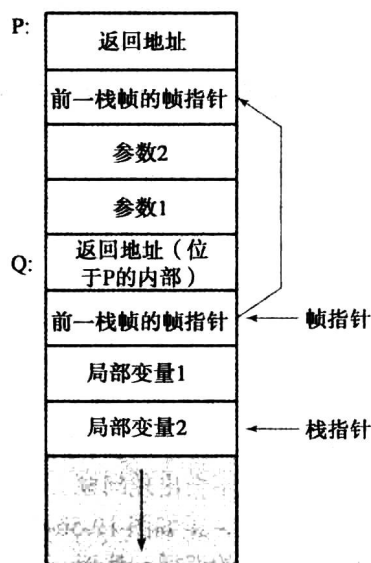 P:
返回地址
前一栈帧的帧指针
参数2
参数1
Q:
返回地址（位
于P的内部）
前一栈帧的帧指针
帧指针
局部变量1
局部变量2
栈指针